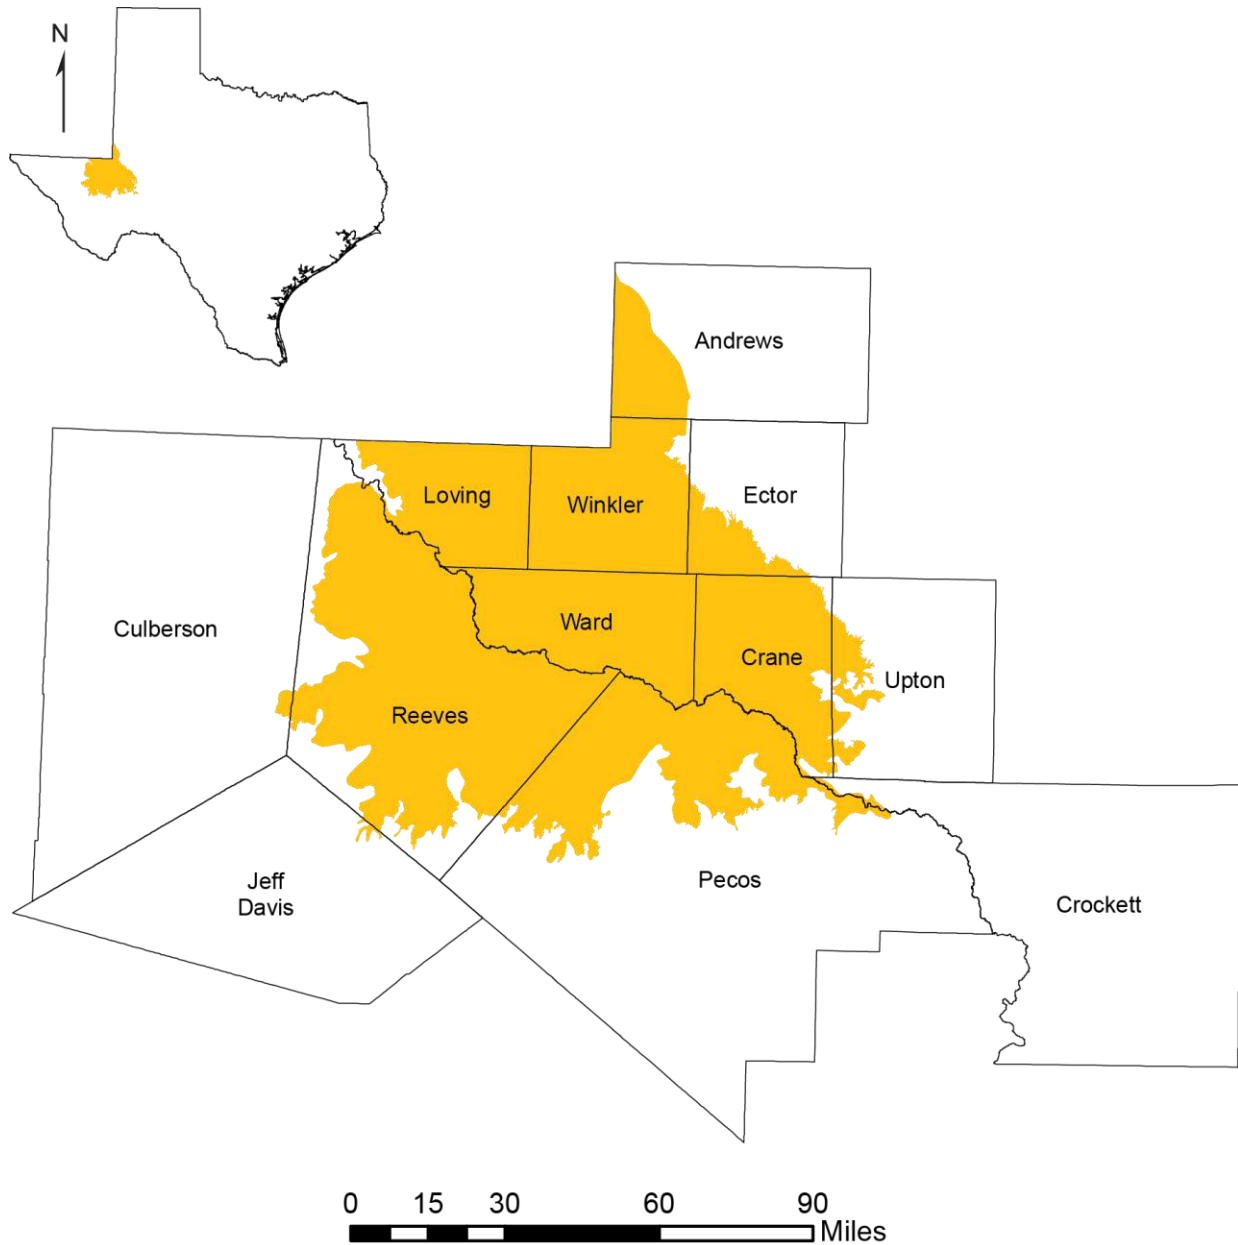 N
Andrews
Loving
Winkler
Ector
Culberson
Ward
Crane
Upton
Reeves
Jeff
Davis
Pecos
Crockett
0 15 30 60 90
Miles